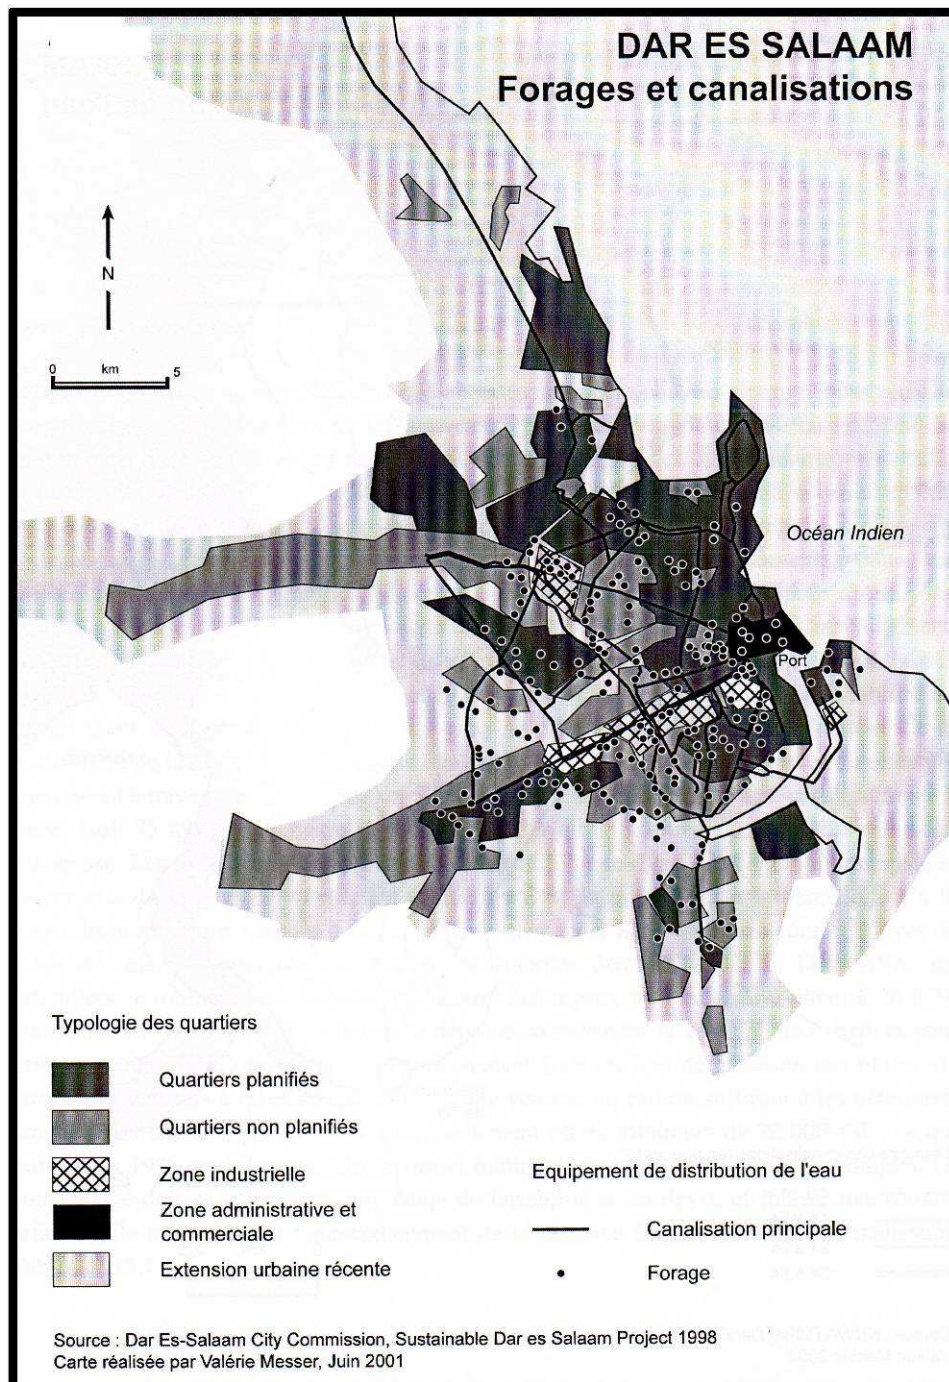 DAR ES SALAAM
Forages et canalisations
N
0 km 5
Océan Indien
Port
Typologie des quartiers
Quartiers planifiés
Quartiers non planifiés
Zone industrielle
Zone administrative et
commerciale
Extension urbaine récente
Equipement de distribution de l'eau
Canalisation principale
Forage
Source : Dar Es-Salaam City Commission, Sustainable Dar es Salaam Project 1998
Carte réalisée par Valérie Messer, Juin 2001